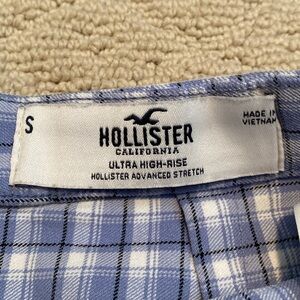 S
HOLLISTER
CALIFORNIA
ULTRA HIGH-RISE
HOLLISTER ADVANCED STRETCH
MADE IN
VIETNAM